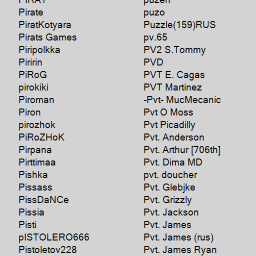 PIRAT puzen
Pirate puzo
PiratKotyara Puzzle(159)RUS
Pirats Games pv.65
Piripolkka PV2 S.Tommy
Piririn PVD
PiRoG PVT E. Cagas
pirokiki PVT Martinez
Piroman -Pvt- MucMecanic
Piron Pvt O Moss
pirozhok Pvt Picadilly
PiRoZHoK Pvt. Anderson
Pirpana Pvt. Arthur [706th]
Pirttimaa Pvt. Dima MD
Pishka pvt. doucher
Pissass Pvt. Glebjke
PissDaNCe Pvt. Grizzly
Pissia Pvt. Jackson
Pisti Pvt. James
pISTOLERO666 Pvt. James (rus)
Pistoletov228 Pvt. James Ryan